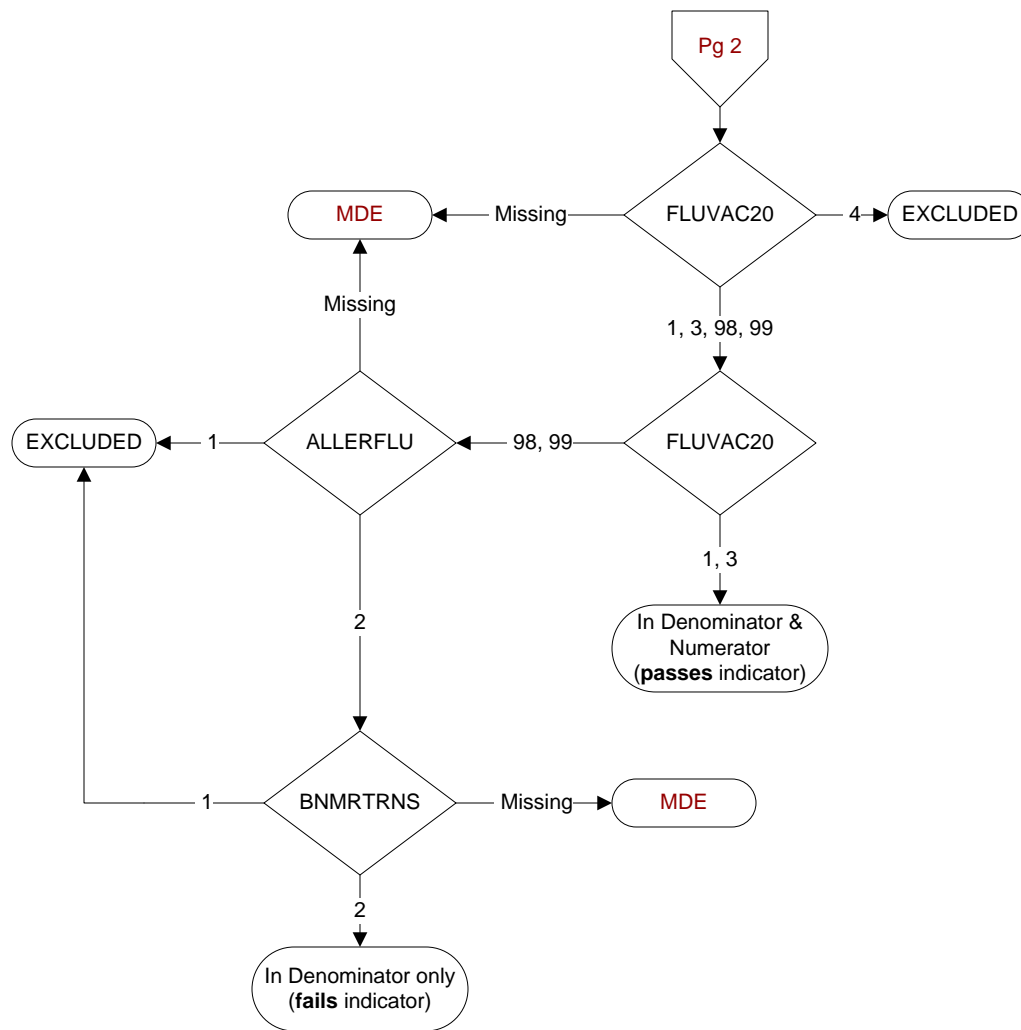 Pg 2
MDE
Missing
FLUVAC20
4
EXCLUDED
Missing
1, 3, 98, 99
EXCLUDED
1
ALLERFLU
98, 99
FLUVAC20
1, 3
2
In Denominator &
Numerator
(passes indicator)
1
BNMRTRNS
Missing
MDE
2
In Denominator only
(fails indicator)